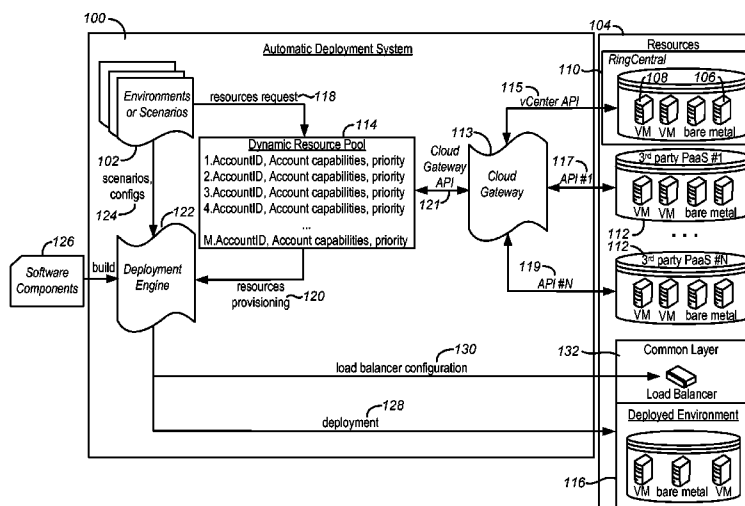 100
Automatic Deployment System
104
Resources
110
RingCentral
108
106
VM VM bare metal
Environments
or Scenarios
102
resources request
118
115
vCenter API
114
Dynamic Resource Pool
1.AccountID, Account capabilities, priority
2.AccountID, Account capabilities, priority
3.AccountID, Account capabilities, priority
4.AccountID, Account capabilities, priority
...
M.AccountID, Account capabilities, priority
113
Cloud
Gateway
Cloud
Gateway
API
121
117
API #1
3rd party PaaS #1
VM VM bare metal
112
...
112
3rd party PaaS #N
VM VM bare metal
119
API #N
scenarios,
configs
124
122
126
Software
Components
build
Deployment
Engine
resources
provisioning
120
130
load balancer configuration
132
Common Layer
Load Balancer
128
deployment
Deployed Environment
VM bare metal VM
116